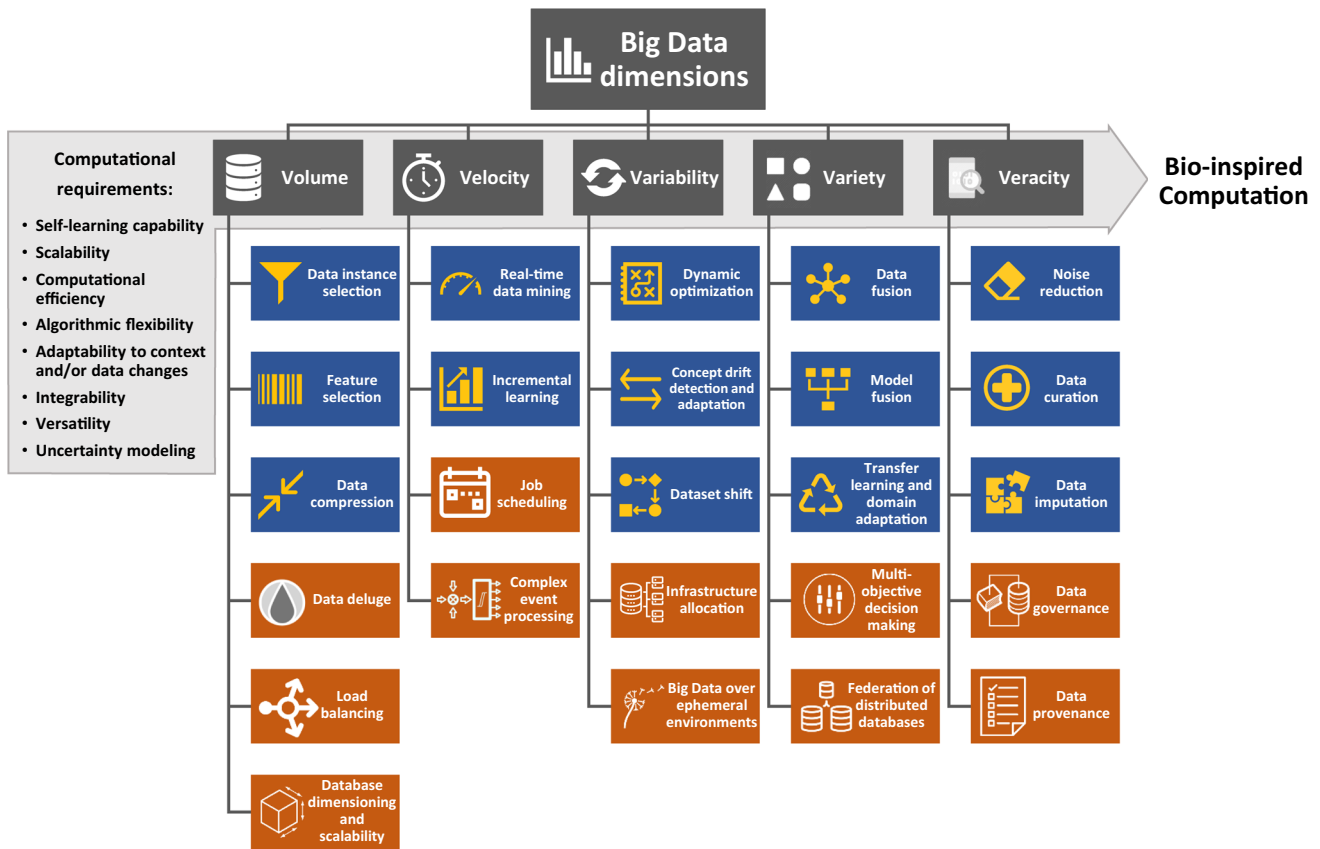 Big Data
dimensions
Computational
requirements:
• Self-learning capability
• Scalability
• Computational
efficiency
• Algorithmic flexibility
• Adaptability to context
and/or data changes
• Integrability
• Versatility
• Uncertainty modeling
Volume
Velocity
Variability
Variety
Veracity
Bio-inspired
Computation
Data instance
selection
Feature
selection
Data
compression
Data deluge
Load
balancing
Database
dimensioning
and
scalability
Real-time
data mining
Incremental
learning
Job
scheduling
Complex
event
processing
Dynamic
optimization
Concept drift
detection and
adaptation
Dataset shift
Infrastructure
allocation
Big Data over
ephemeral
environments
Data
fusion
Model
fusion
Transfer
learning and
domain
adaptation
Multi-
objective
decision
making
Federation of
distributed
databases
Noise
reduction
Data
curation
Data
imputation
Data
governance
Data
provenance